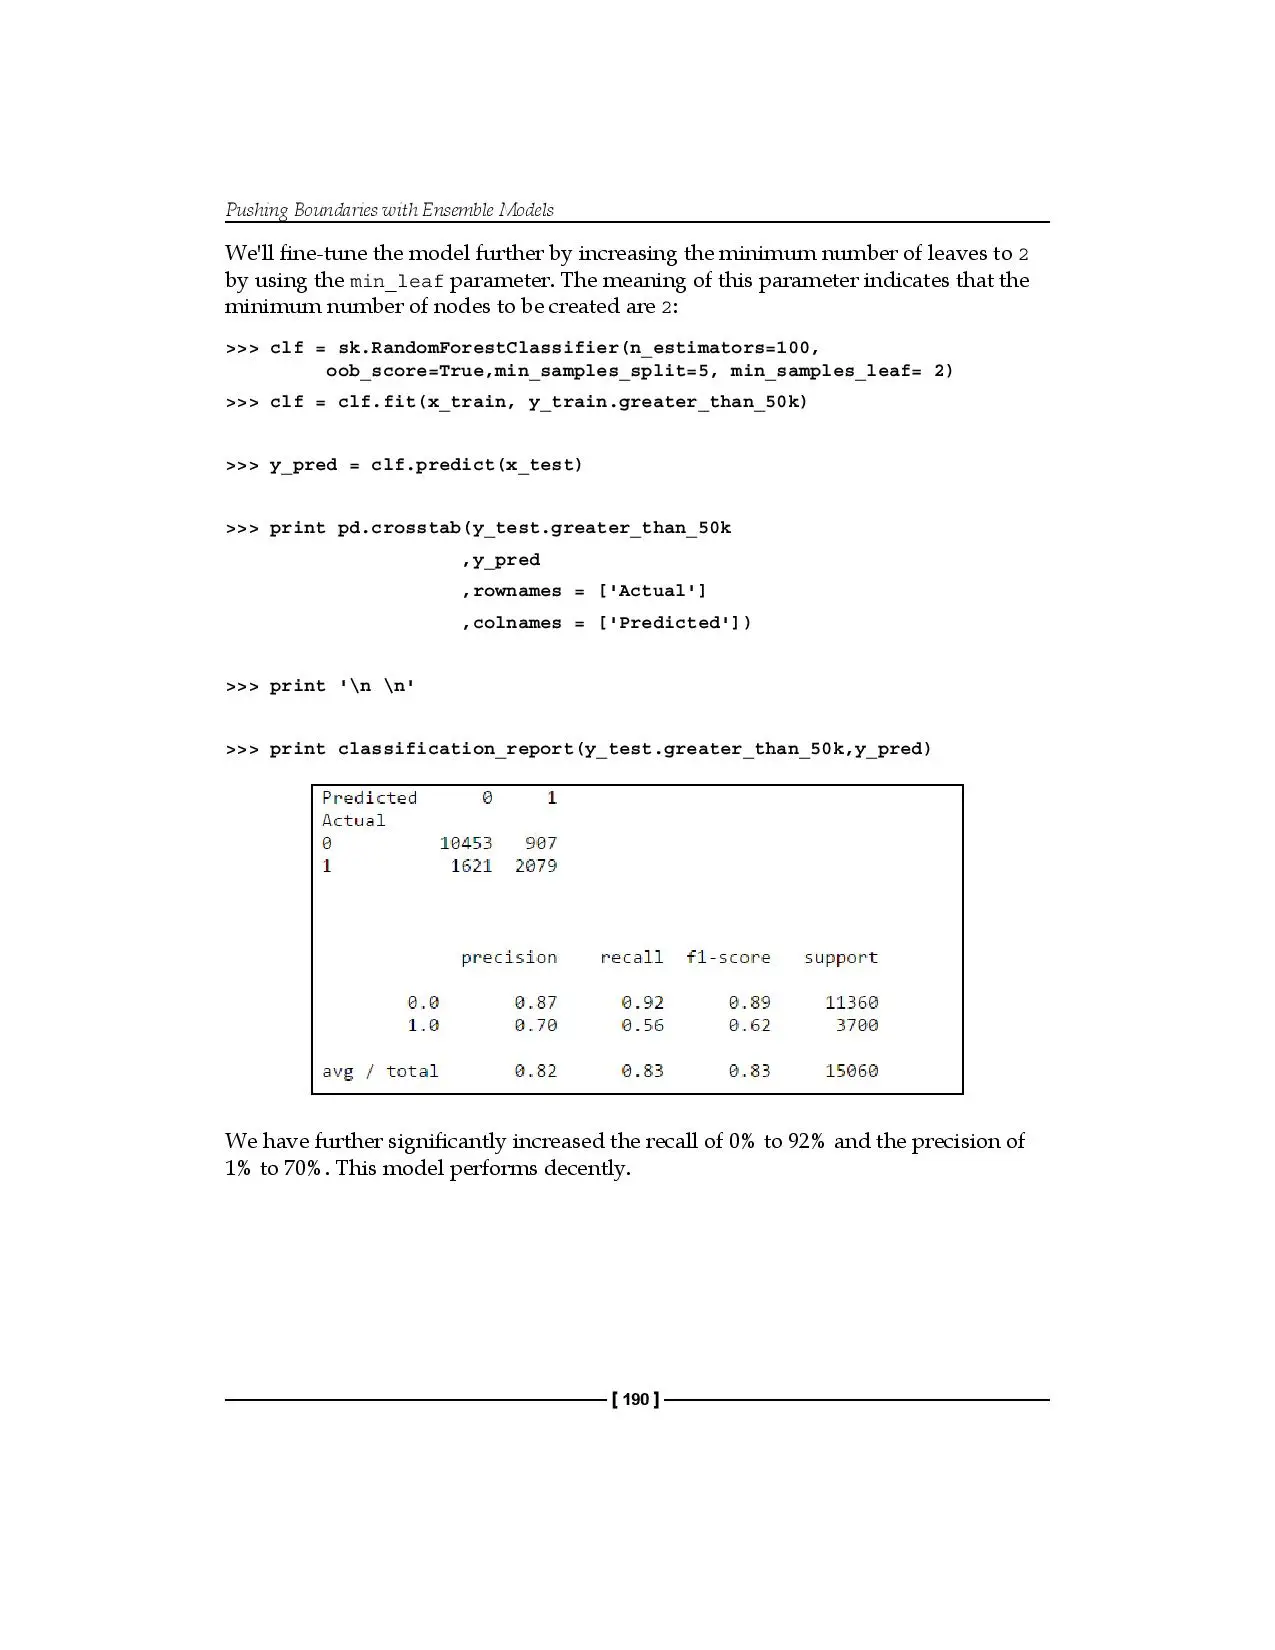 Pushing Boundaries with Ensemble Models
We'll fine-tune the model further by increasing the minimum number of leaves to 2
by using the min_leaf parameter. The meaning of this parameter indicates that the
minimum number of nodes to be created are 2:
>>> clf = sk.RandomForestClassifier(n_estimators=100,
oob_score=True,min_samples_split=5, min_samples_leaf= 2)
>>> clf = clf.fit(x_train, y_train.greater_than_50k)
>>> y_pred = clf.predict(x_test)
>>> print pd.crosstab(y_test.greater_than_50k
,y_pred
,rownames = ['Actual']
,colnames = ['Predicted'])
>>> print '\n \n'
>>> print classification_report(y_test.greater_than_50k,y_pred)
Predicted 0 1
Actual
0 10453 907
1 1621 2079
precision recall f1-score support
0.0 0.87 0.92 0.89 11360
1.0 0.70 0.56 0.62 3700
avg / total 0.82 0.83 0.83 15060
We have further significantly increased the recall of 0% to 92% and the precision of
1% to 70%. This model performs decently.
[ 190 ]